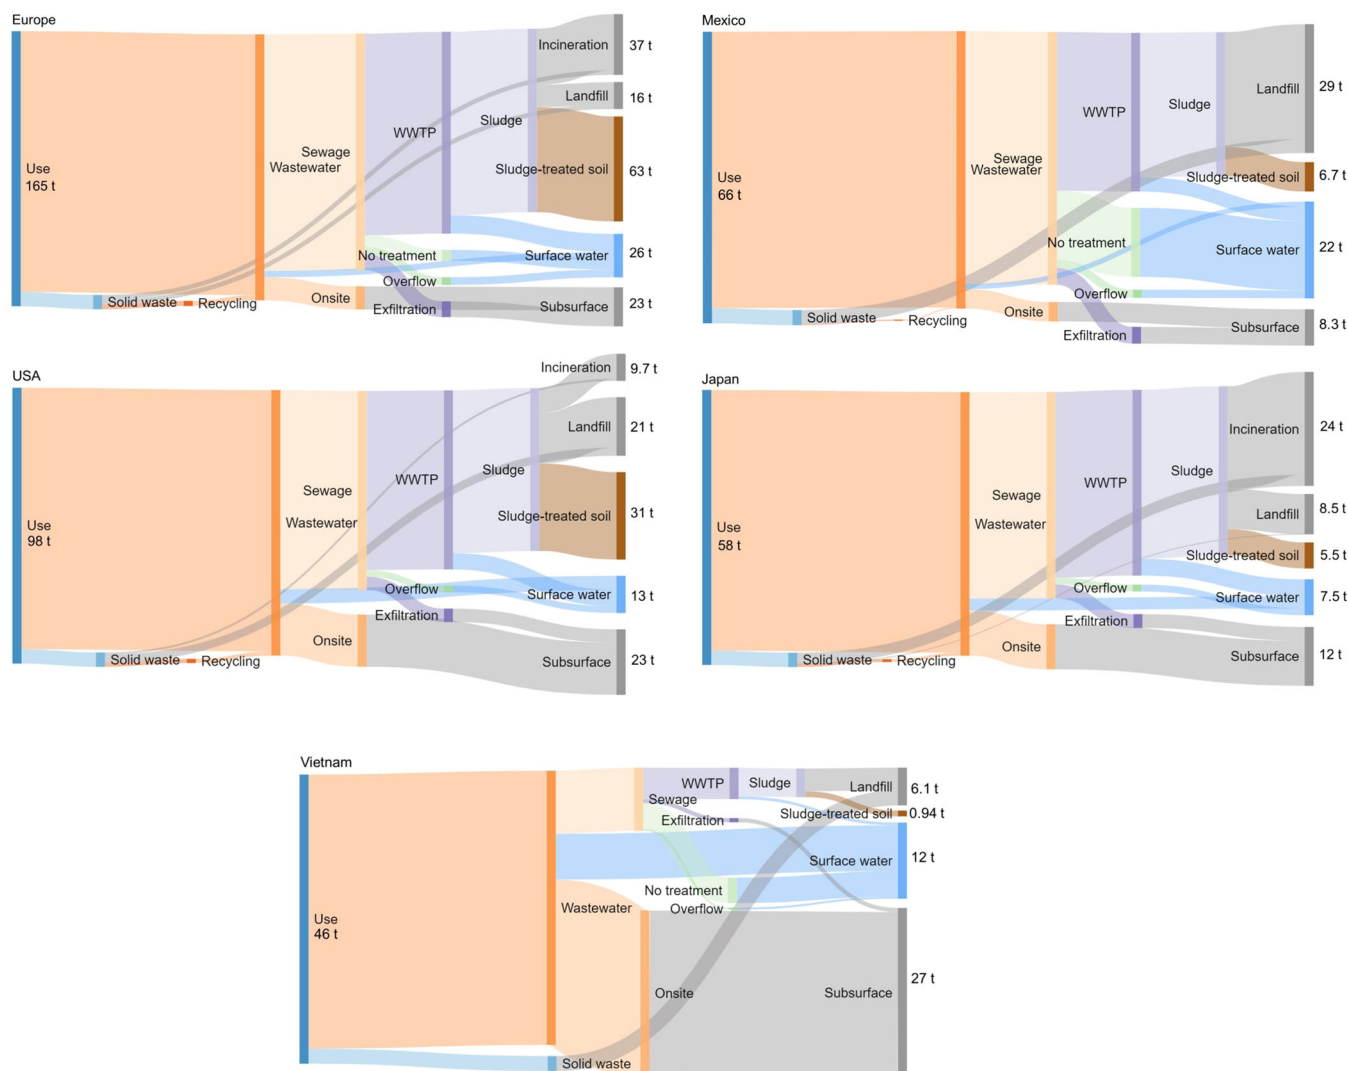 Europe
Use
165 t
Solid waste
Recycling
Sewage
Wastewater
Onsite
WWTP
No treatment
Overflow
Exfiltration
Sludge
Incineration
37 t
Landfill
16 t
Sludge-treated soil
63 t
Surface water
26 t
Subsurface
23 t
Mexico
Use
66 t
Solid waste
Recycling
Sewage
Wastewater
Onsite
WWTP
No treatment
Overflow
Exfiltration
Sludge
Landfill
29 t
Sludge-treated soil
6.7 t
Surface water
22 t
Subsurface
8.3 t
USA
Use
98 t
Solid waste
Recycling
Sewage
Wastewater
Onsite
WWTP
Overflow
Exfiltration
Sludge
Incineration
9.7 t
Landfill
21 t
Sludge-treated soil
31 t
Surface water
13 t
Subsurface
23 t
Japan
Use
58 t
Solid waste
Recycling
Sewage
Wastewater
Onsite
WWTP
Overflow
Exfiltration
Sludge
Incineration
24 t
Landfill
8.5 t
Sludge-treated soil
5.5 t
Surface water
7.5 t
Subsurface
12 t
Vietnam
Use
46 t
Solid waste
Wastewater
Sewage
Onsite
WWTP
Exfiltration
No treatment
Overflow
Sludge
Landfill
6.1 t
Sludge-treated soil
0.94 t
Surface water
12 t
Subsurface
27 t